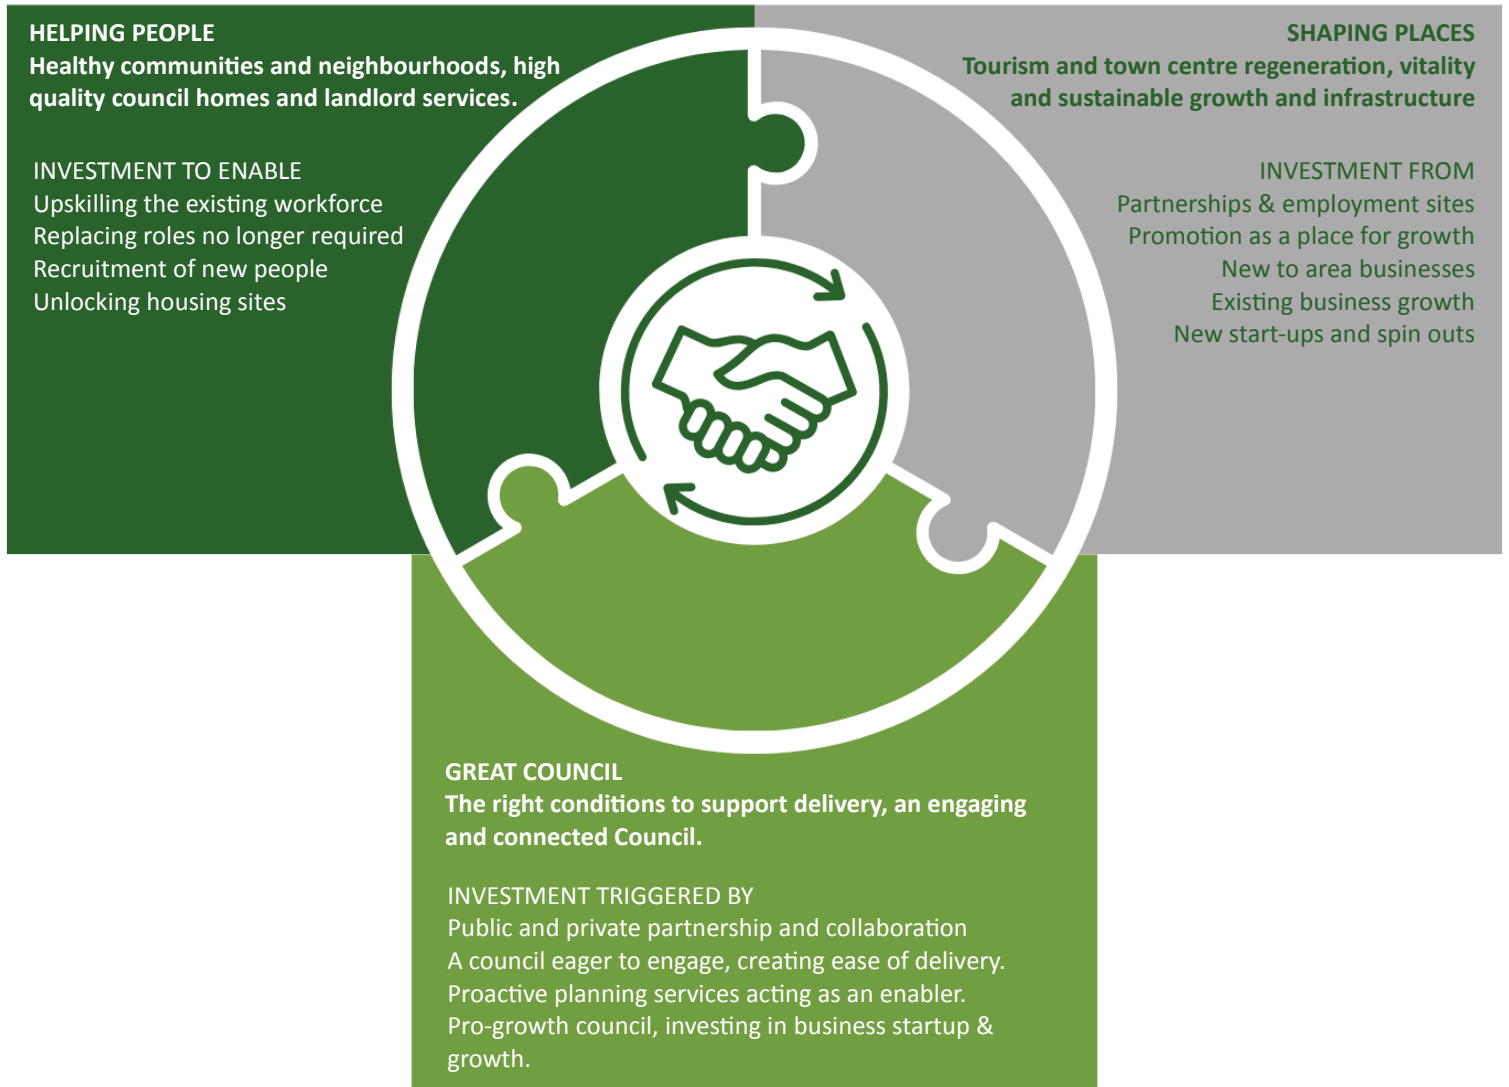 HELPING PEOPLE
Healthy communities and neighbourhoods, high
quality council homes and landlord services.
INVESTMENT TO ENABLE
Upskilling the existing workforce
Replacing roles no longer required
Recruitment of new people
Unlocking housing sites
SHAPING PLACES
Tourism and town centre regeneration, vitality
and sustainable growth and infrastructure
INVESTMENT FROM
Partnerships & employment sites
Promotion as a place for growth
New to area businesses
Existing business growth
New start-ups and spin outs
GREAT COUNCIL
The right conditions to support delivery, an engaging
and connected Council.
INVESTMENT TRIGGERED BY
Public and private partnership and collaboration
A council eager to engage, creating ease of delivery.
Proactive planning services acting as an enabler.
Pro-growth council, investing in business startup &
growth.